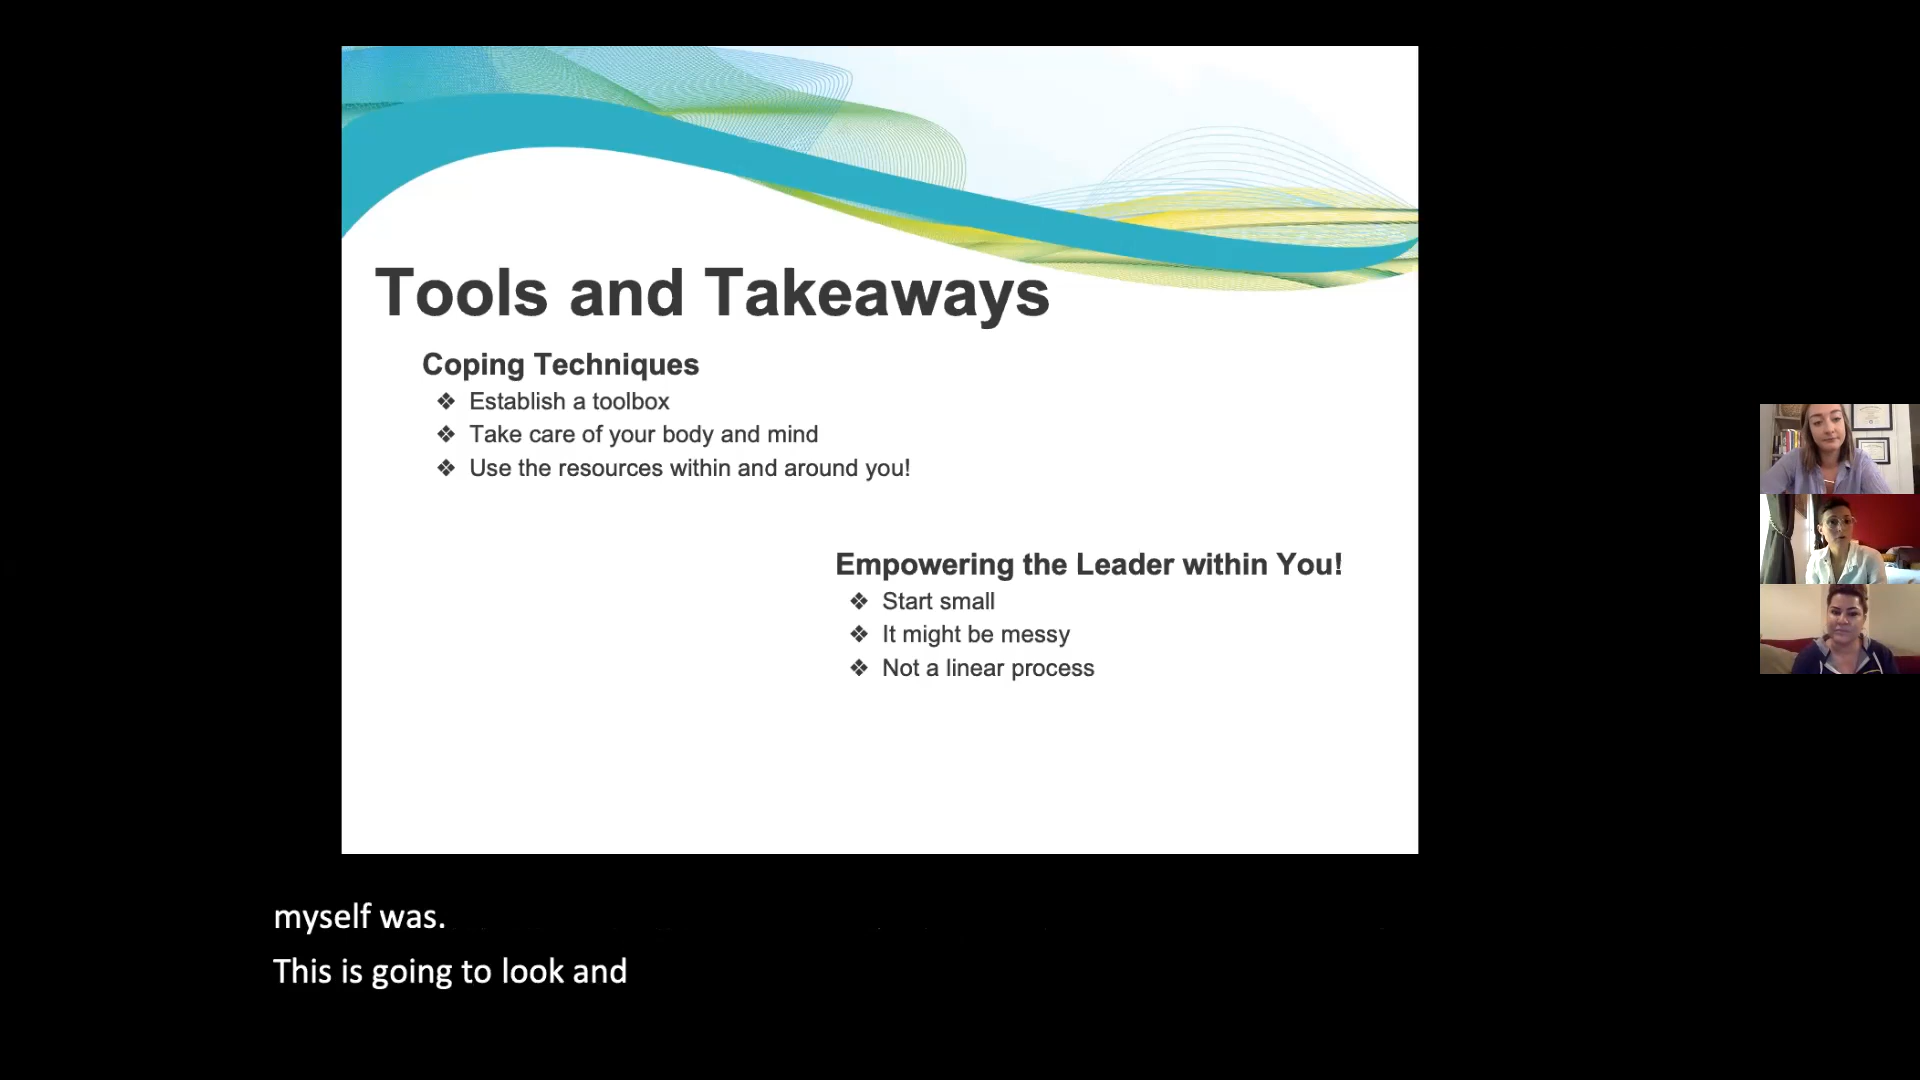 Tools and Takeaways
Coping Techniques
❖ Establish a toolbox
❖ Take care of your body and mind
❖ Use the resources within and around you!
Empowering the Leader within You!
❖ Start small
❖ It might be messy
❖ Not a linear process
myself was.
This is going to look and